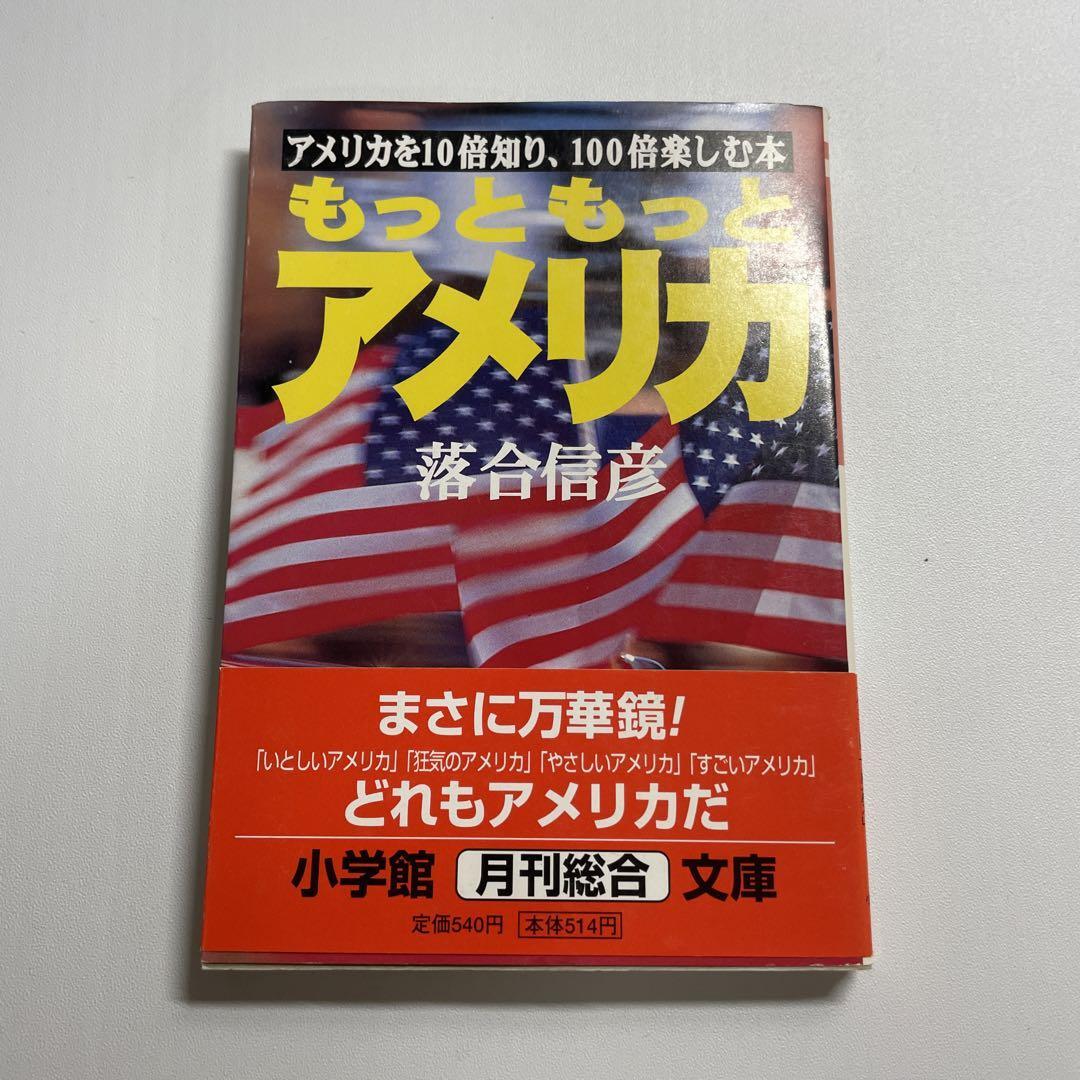 アメリカを10倍知り、100倍楽しむ本
もっともっと
アメリカ
落合信彦
まさに万華鏡!
「いとしいアメリカ」「狂気のアメリカ」「やさしいアメリカ」「すごいアメリカ」
どれもアメリカだ
小学館 月刊総合 文庫
定価540円 本体514円